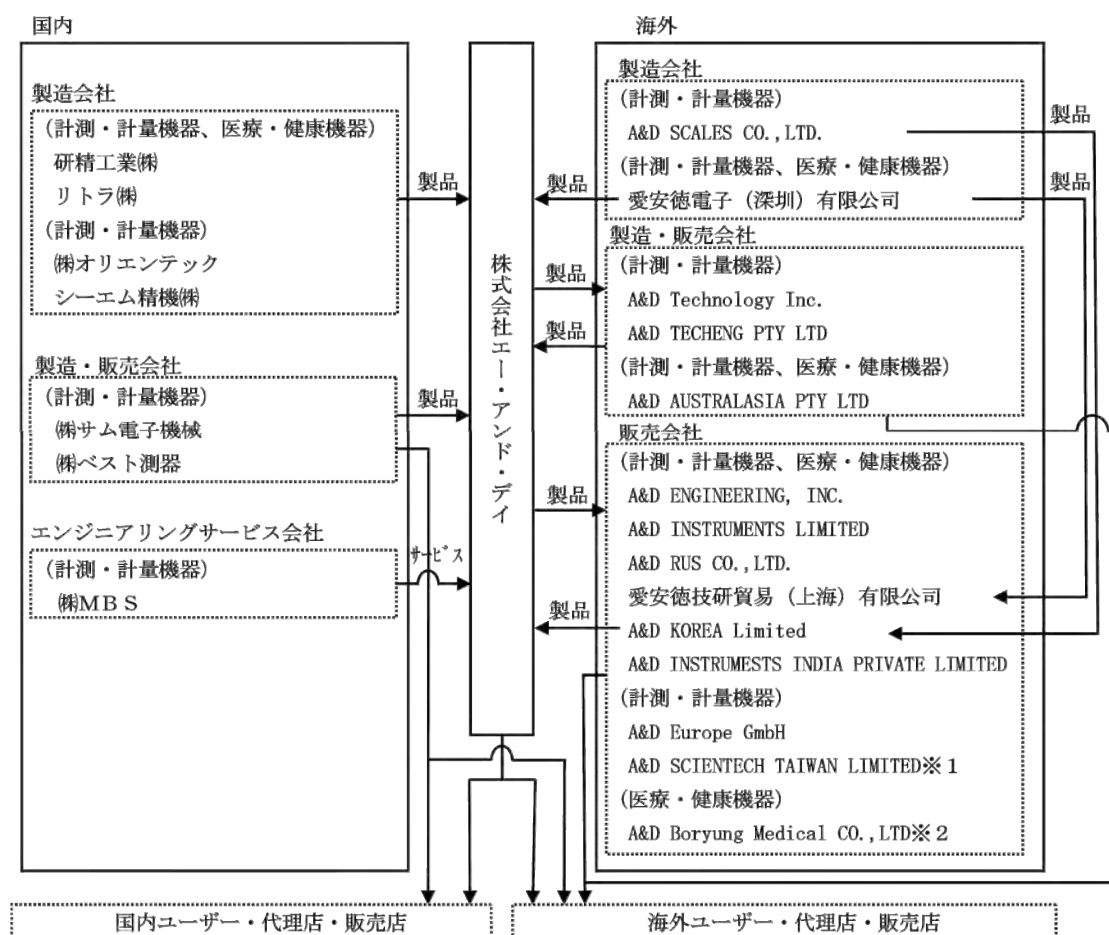 国内
製造会社
(計測・計量機器、医療・健康機器)
研精工業㈱
リトラ㈱
(計測・計量機器)
㈱オリエンテック
シーエム精機㈱
製品
製造・販売会社
(計測・計量機器)
㈱サム電子機械
㈱ベスト測器
製品
エンジニアリングサービス会社
(計測・計量機器)
㈱ＭＢＳ
ｻｰﾋﾞｽ
株式会社エー・アンド・デイ
海外
製造会社
(計測・計量機器)
A&D SCALES CO.,LTD.
製品
(計測・計量機器、医療・健康機器)
愛安徳電子（深圳）有限公司
製品
製品
製造・販売会社
(計測・計量機器)
A&D Technology Inc.
製品
A&D TECHENG PTY LTD
製品
(計測・計量機器、医療・健康機器)
A&D AUSTRALASIA PTY LTD
販売会社
(計測・計量機器、医療・健康機器)
A&D ENGINEERING, INC.
製品
A&D INSTRUMENTS LIMITED
A&D RUS CO.,LTD.
愛安徳技研貿易（上海）有限公司
製品
A&D KOREA Limited
A&D INSTRUMESTS INDIA PRIVATE LIMITED
(計測・計量機器)
A&D Europe GmbH
A&D SCIENTECH TAIWAN LIMITED※１
(医療・健康機器)
A&D Boryung Medical CO.,LTD※２
国内ユーザー・代理店・販売店
海外ユーザー・代理店・販売店